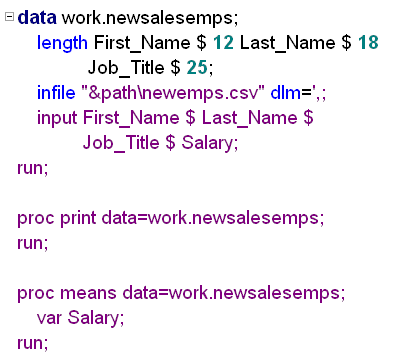 data work.newsalesemps;
length First_Name $ 12 Last_Name $ 18
Job_Title $ 25;
infile "&path\newemps.csv" dlm=',;
input First_Name $ Last_Name $
Job_Title $ Salary;
run;
proc print data=work.newsalesemps;
run;
proc means data=work.newsalesemps;
var Salary;
run;